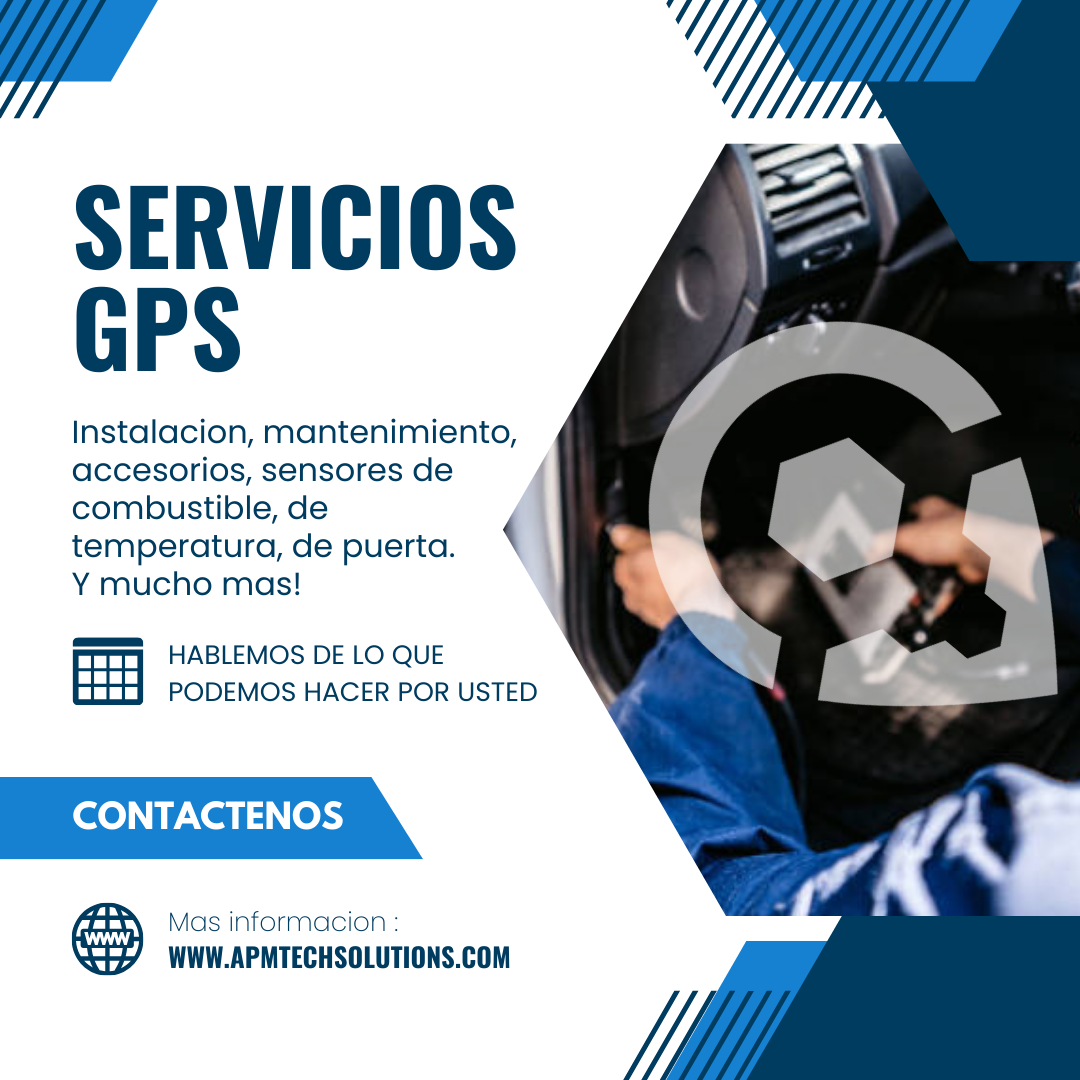 SERVICIOS
GPS
Instalacion, mantenimiento,
accesorios, sensores de
combustible, de
temperatura, de puerta.
Y mucho mas!
HABLEMOS DE LO QUE
PODEMOS HACER POR USTED
CONTACTENOS
www
Mas informacion :
WWW.APMTECHSOLUTIONS.COM